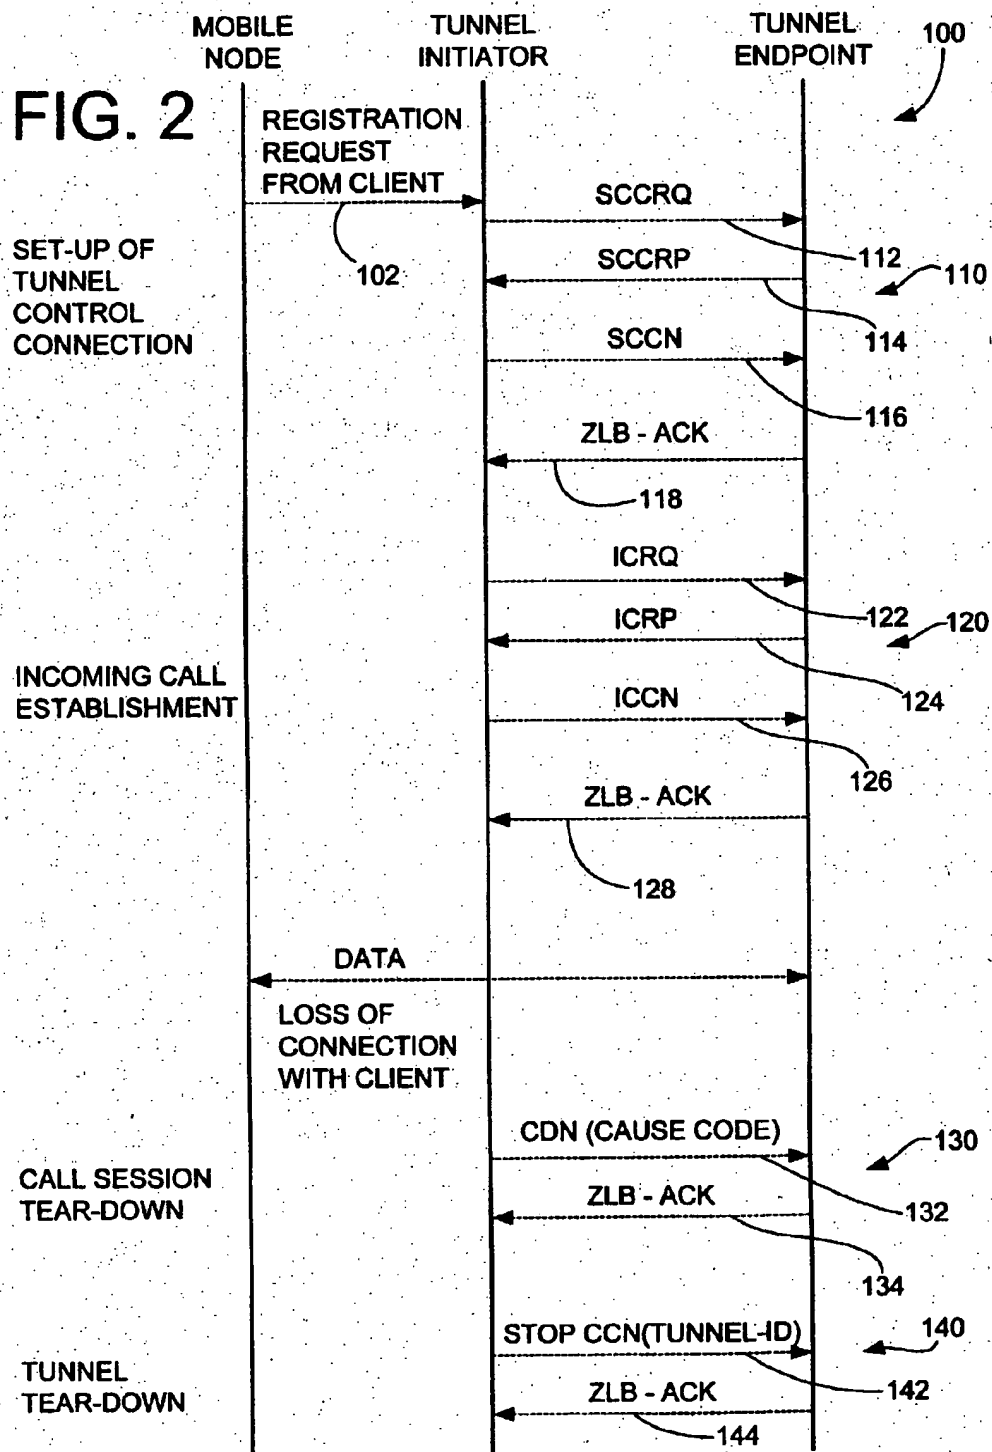 MOBILE
NODE
TUNNEL
INITIATOR
TUNNEL
ENDPOINT
100
FIG. 2
REGISTRATION
REQUEST
FROM CLIENT
102
SCCRQ
112
SET-UP OF
TUNNEL
CONTROL
CONNECTION
SCCRP
110
114
SCCN
116
ZLB - ACK
118
ICRQ
122
ICRP
120
124
INCOMING CALL
ESTABLISHMENT
ICCN
126
ZLB - ACK
128
DATA
LOSS OF
CONNECTION
WITH CLIENT
CDN (CAUSE CODE)
130
132
CALL SESSION
TEAR-DOWN
ZLB - ACK
134
STOP CCN(TUNNEL-ID)
140
142
TUNNEL
TEAR-DOWN
ZLB - ACK
144